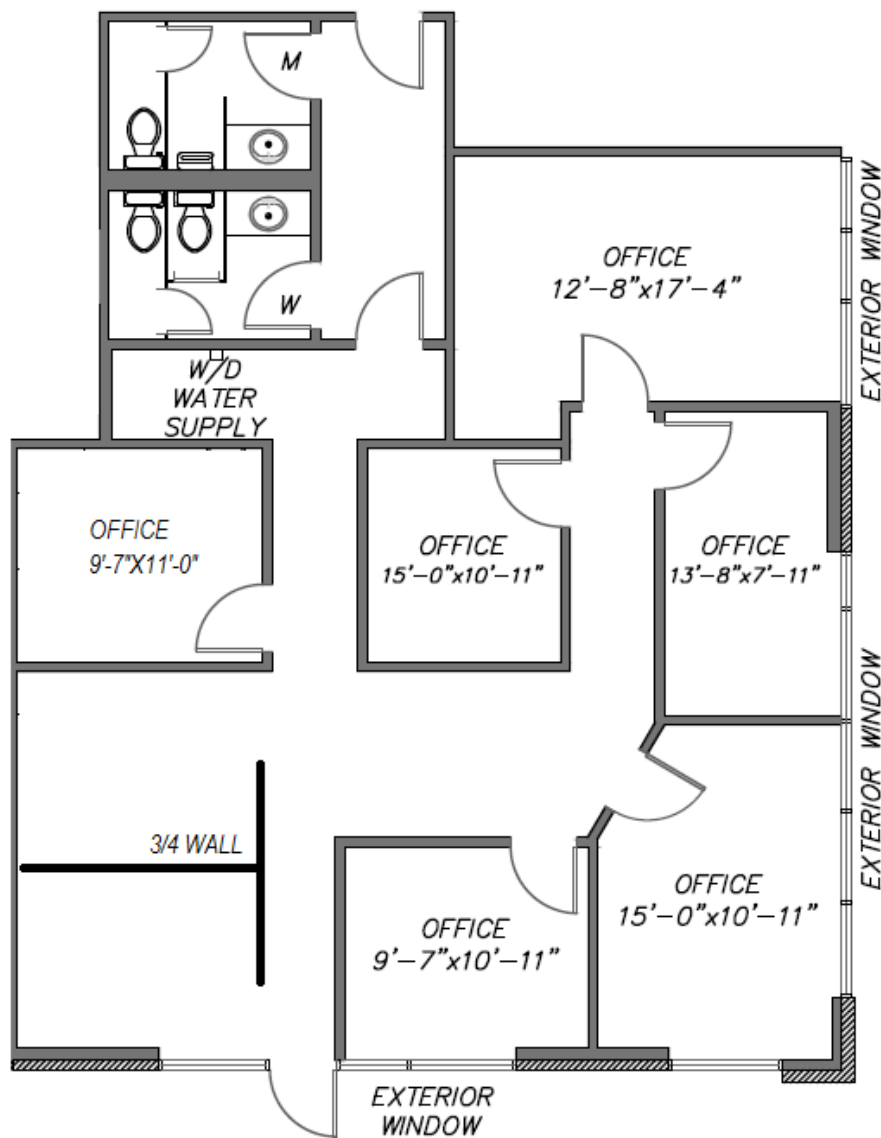 M
W
W/D
WATER
SUPPLY
OFFICE
12'-8"x17'-4"
EXTERIOR WINDOW
OFFICE
9'-7"X11'-0"
OFFICE
15'-0"x10'-11"
OFFICE
13'-8"x7'-11"
EXTERIOR WINDOW
3/4 WALL
OFFICE
9'-7"x10'-11"
OFFICE
15'-0"x10'-11"
EXTERIOR
WINDOW